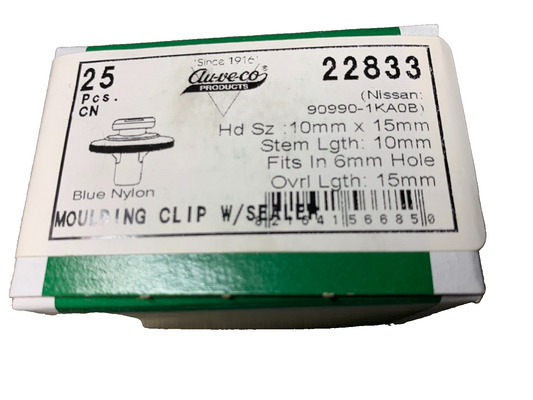 25
Pcs.
CN
Since 1916
Au-ve-co®
PRODUCTS
22833
(Nissan:
90990-1KA0B)
Hd Sz :10mm x 15mm
Stem Lgth: 10mm
Fits In 6mm Hole
Ovrl Lgth: 15mm
Blue Nylon
MOULDING CLIP W/SEALER